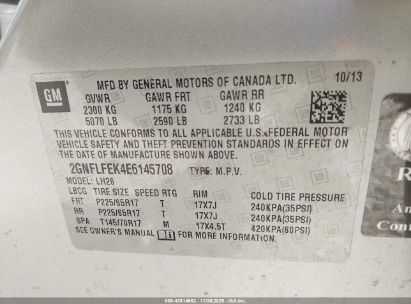 GM
MFD BY GENERAL MOTORS OF CANADA LTD. 10/13
GVWR GAWR FRT GAWR RR
2300 KG 1175 KG 1240 KG
5070 LB 2590 LB 2733 LB
THIS VEHICLE CONFORMS TO ALL APPLICABLE U.S. FEDERAL MOTOR
VEHICLE SAFETY AND THEFT PREVENTION STANDARDS IN EFFECT ON
THE DATE OF MANUFACTURE SHOWN ABOVE.
2GNFLFEK4E6145708 TYPE: M.P.V.
MODEL: LH26
LBCG TIRE SIZE SPEED RTG RIM COLD TIRE PRESSURE
FRT P225/65R17 T 17X7J 240KPA(35PSI)
RR P225/65R17 T 17X7J 240KPA(35PSI)
SPA T145/70R17 M 17X4.5T 420KPA(60PSI)
SEE OWNER'S MANUAL FOR MORE INFORMATION.